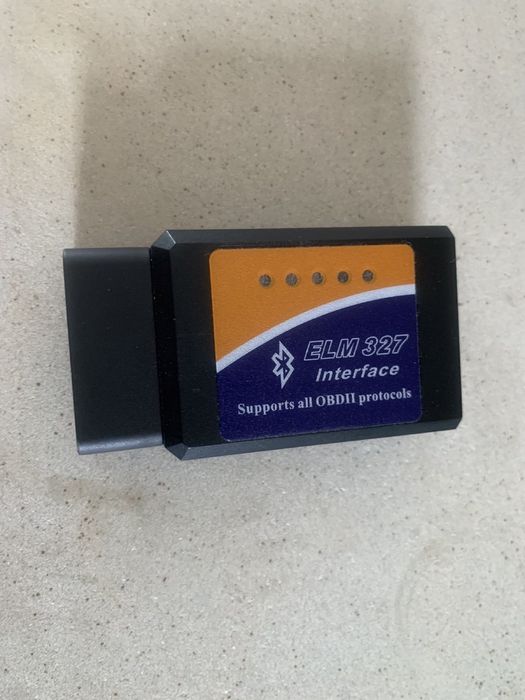 ELM 327
Interface
Supports all OBDII protocols